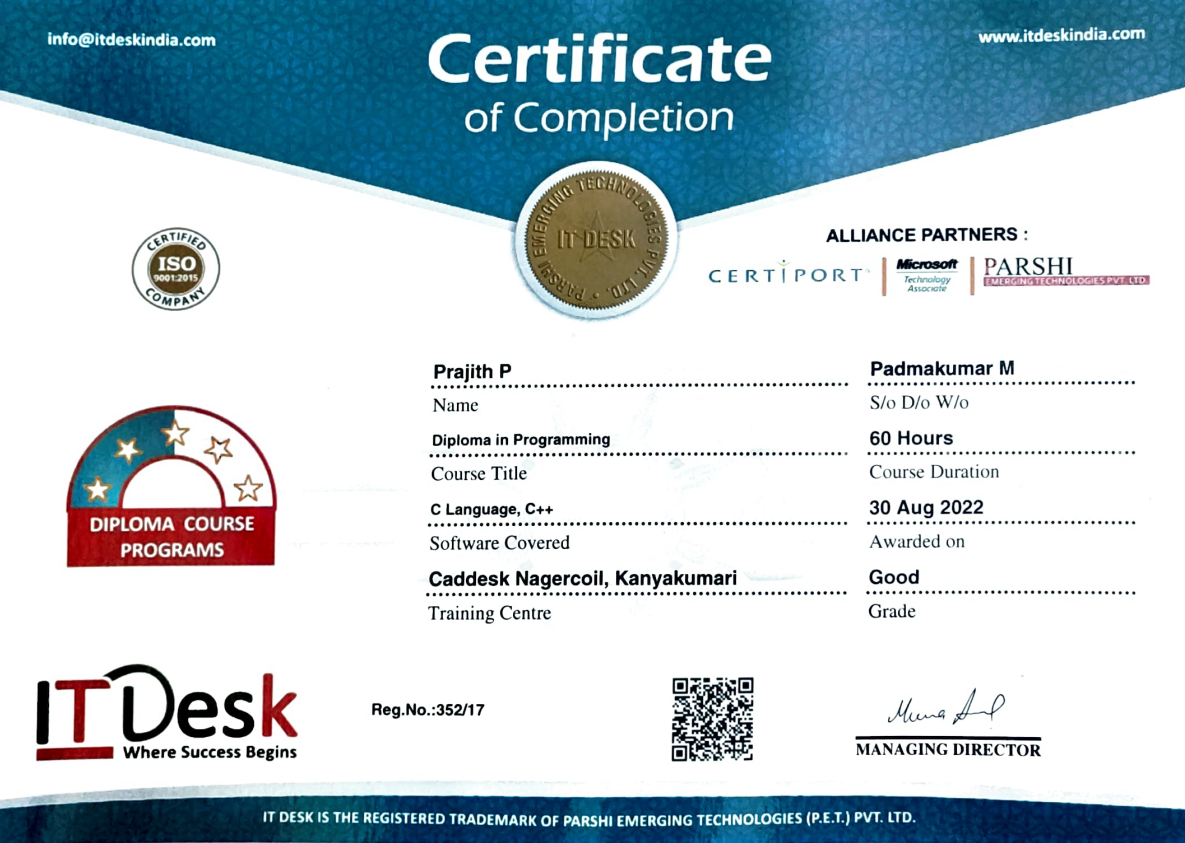 info@itdeskindia.com
www.itdeskindia.com
Certificate
of Completion
PARSHI EMERGING TECHNOLOGIES PVT. LTD.
IT DESK
CERTIFIED
ISO
9001:2015
COMPANY
ALLIANCE PARTNERS :
CERTIPORT
Microsoft
Technology
Associate
PARSHI
EMERGING TECHNOLOGIES PVT. LTD.
Prajith P
Name
Padmakumar M
S/o D/o W/o
Diploma in Programming
Course Title
60 Hours
Course Duration
C Language, C++
Software Covered
30 Aug 2022
Awarded on
Caddesk Nagercoil, Kanyakumari
Training Centre
Good
Grade
DIPLOMA COURSE
PROGRAMS
IT Desk
Where Success Begins
Reg.No.:352/17
MANAGING DIRECTOR
IT DESK IS THE REGISTERED TRADEMARK OF PARSHI EMERGING TECHNOLOGIES (P.E.T.) PVT. LTD.